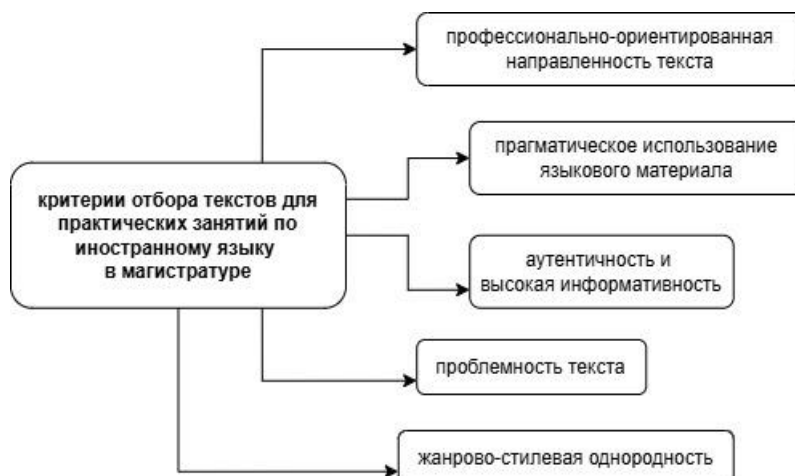 профессионально-ориентированная
направленность текста
прагматическое использование
языкового материала
критерии отбора текстов для
практических занятий по
иностранному языку
в магистратуре
аутентичность и
высокая информативность
проблемность текста
жанрово-стилевая однородность